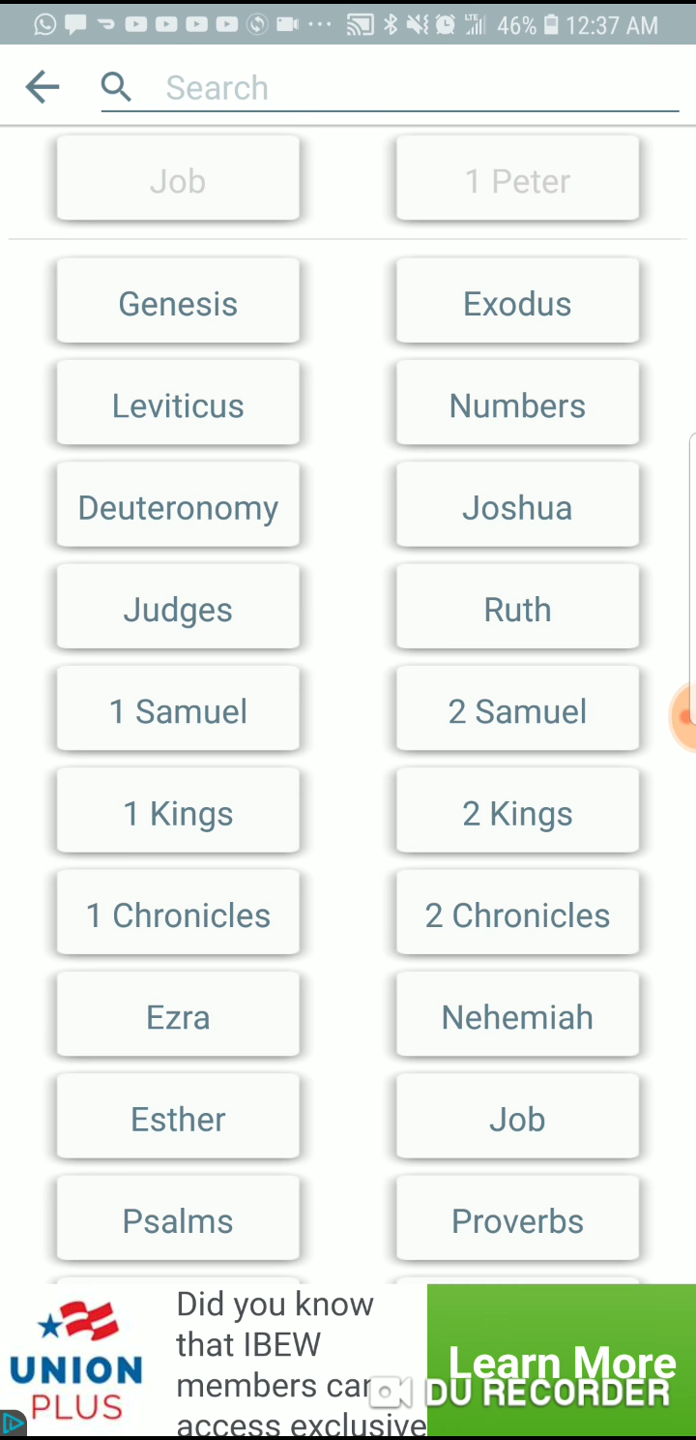 LTE 46% 12:37 AM
Search
Job 1 Peter
Genesis Exodus
Leviticus Numbers
Deuteronomy Joshua
Judges Ruth
1 Samuel 2 Samuel
1 Kings 2 Kings
1 Chronicles 2 Chronicles
Ezra Nehemiah
Esther Job
Psalms Proverbs
UNION
PLUS
Did you know
that IBEW
members can
access exclusive
Learn More
DU RECORDER